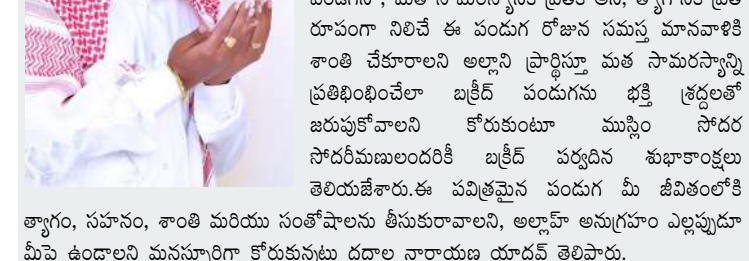 రూపంగా నిలిచే ఈ పండుగ రోజున సమస్త మానవాళికి
శాంతి చేకూరాలని అల్లాని ప్రార్థిస్తూ మత సామరస్యాన్ని
ప్రతిభింభించేలా బక్రీద్ పండుగను భక్తి శ్రద్ధలతో
జరుపుకోవాలని కోరుకుంటూ ముస్లిం సోదర
సోదరీమణులందరికీ బక్రీద్ పర్వదిన శుభాకాంక్షలు
తెలియజేశారు.ఈ పవిత్రమైన పండుగ మీ జీవితంలోకి
త్యాగం, సహనం, శాంతి మరియు సంతోషాలను తీసుకురావాలని, అల్లాహ్ అనుగ్రహం ఎల్లప్పుడూ
మీపై ఉండాలని మనస్ఫూర్తిగా కోరుకున్నట్లు దద్దాల నారాయణ యాదవ్ తెలిపారు.